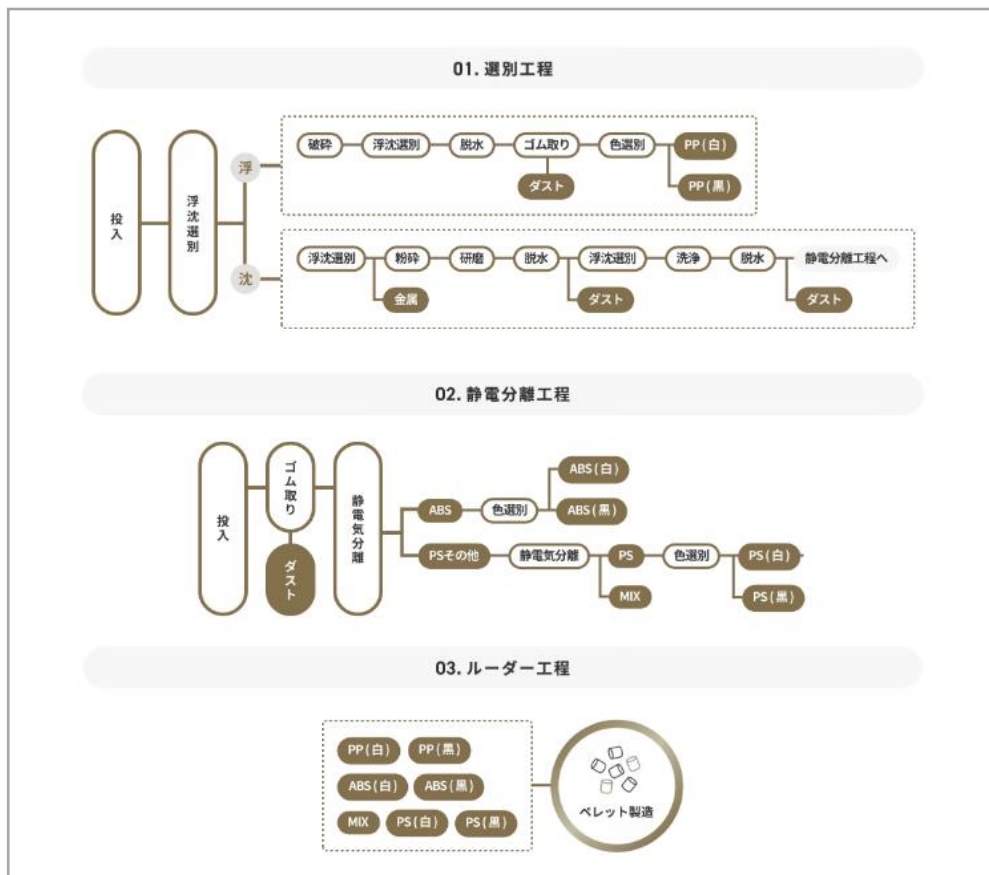 01. 選別工程
投入
浮沈選別
浮
破砕
浮沈選別
脱水
ゴム取り
色選別
PP(白)
ダスト
PP(黒)
沈
浮沈選別
粉砕
研磨
脱水
浮沈選別
洗浄
脱水
静電分離工程へ
金属
ダスト
ダスト
02. 静電分離工程
投入
ゴム取り
ダスト
静電気分離
ABS
色選別
ABS(白)
ABS(黒)
PSその他
静電気分離
PS
色選別
PS(白)
MIX
PS(黒)
03. ルーダー工程
PP(白) PP(黒)
ABS(白) ABS(黒)
MIX PS(白) PS(黒)
ペレット製造